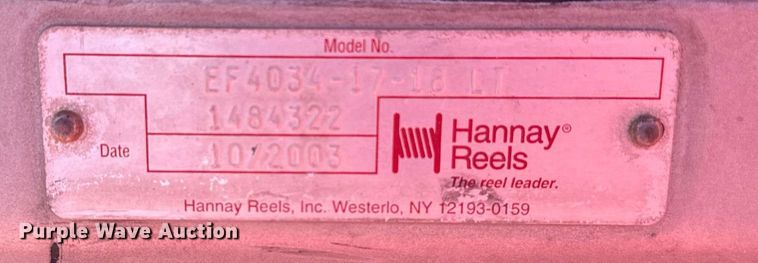 Model No.
EF4034-17-18 LT
1484322
Date 10/2003
Hannay®
Reels
The reel leader.
Hannay Reels, Inc. Westerlo, NY 12193-0159
Purple Wave Auction